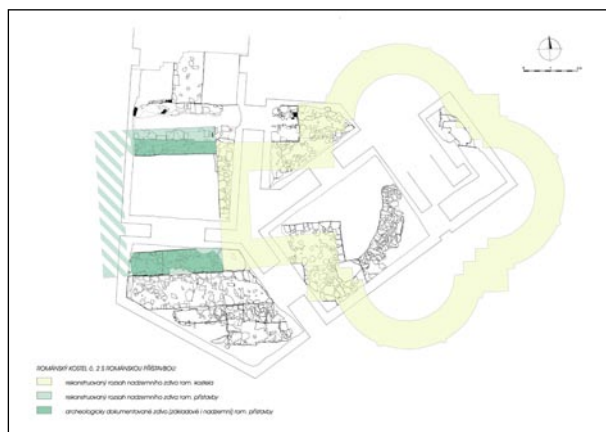 ROMÁNSKÝ KOSTEL Č. 2 S ROMÁNSKOU PŘÍSTAVBOU
rekonstruovaný rozsah nadzemního zdiva rom. kostela
rekonstruovaný rozsah nadzemního zdiva rom. přístavby
archeologicky dokumentované zdivo (základové i nadzemní) rom. přístavby